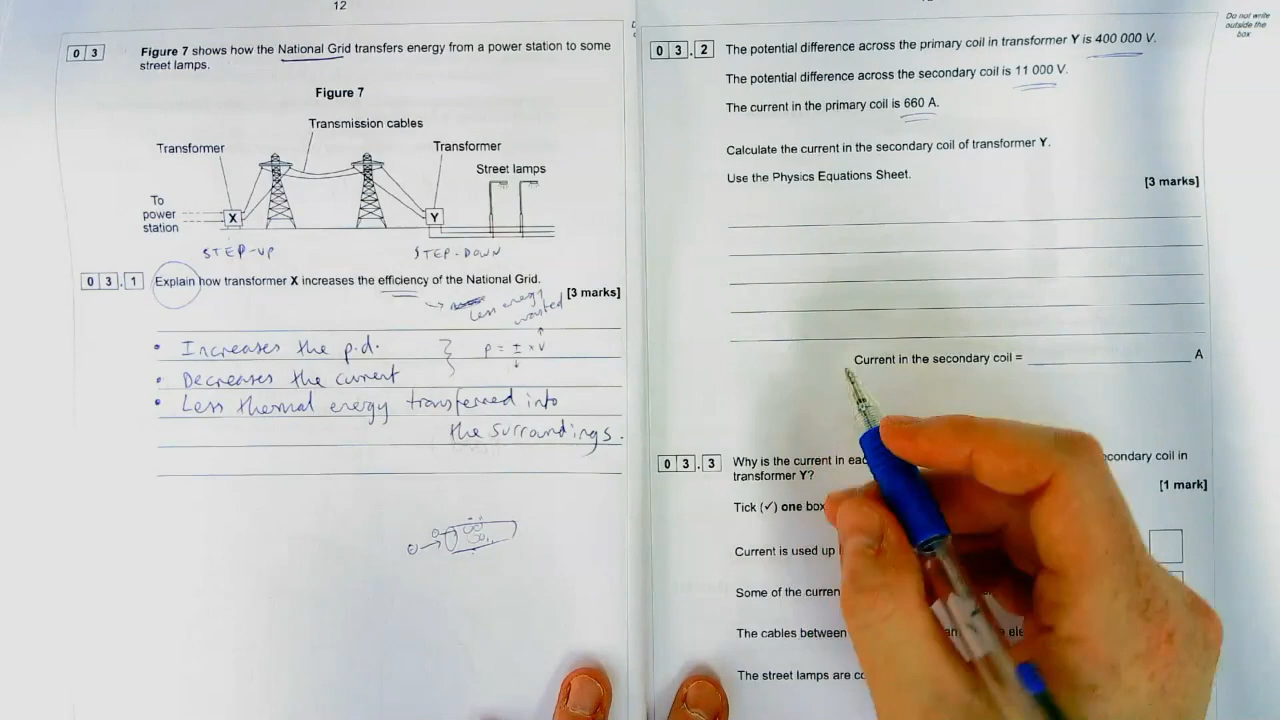 12
0 3
Figure 7 shows how the National Grid transfers energy from a power station to some
street lamps.
Figure 7
Transmission cables
Transformer
Transformer
Street lamps
To
power
station
X
Y
STEP-UP
STEP-DOWN
0 3 . 1
Explain how transformer X increases the efficiency of the National Grid.
[3 marks]
Less energy
wasted
• Increases the p.d.
P = I × V
• Decreases the current
• Less thermal energy transferred into
the surroundings.
Do not write
outside the
box
0 3 . 2
The potential difference across the primary coil in transformer Y is 400 000 V.
The potential difference across the secondary coil is 11 000 V.
The current in the primary coil is 660 A.
Calculate the current in the secondary coil of transformer Y.
Use the Physics Equations Sheet.
[3 marks]
Current in the secondary coil = A
0 3 . 3
Why is the current in condary coil in
transformer Y?
[1 mark]
Tick (✓) one box
Current is used up
Some of the
The cables between
The street lamps are